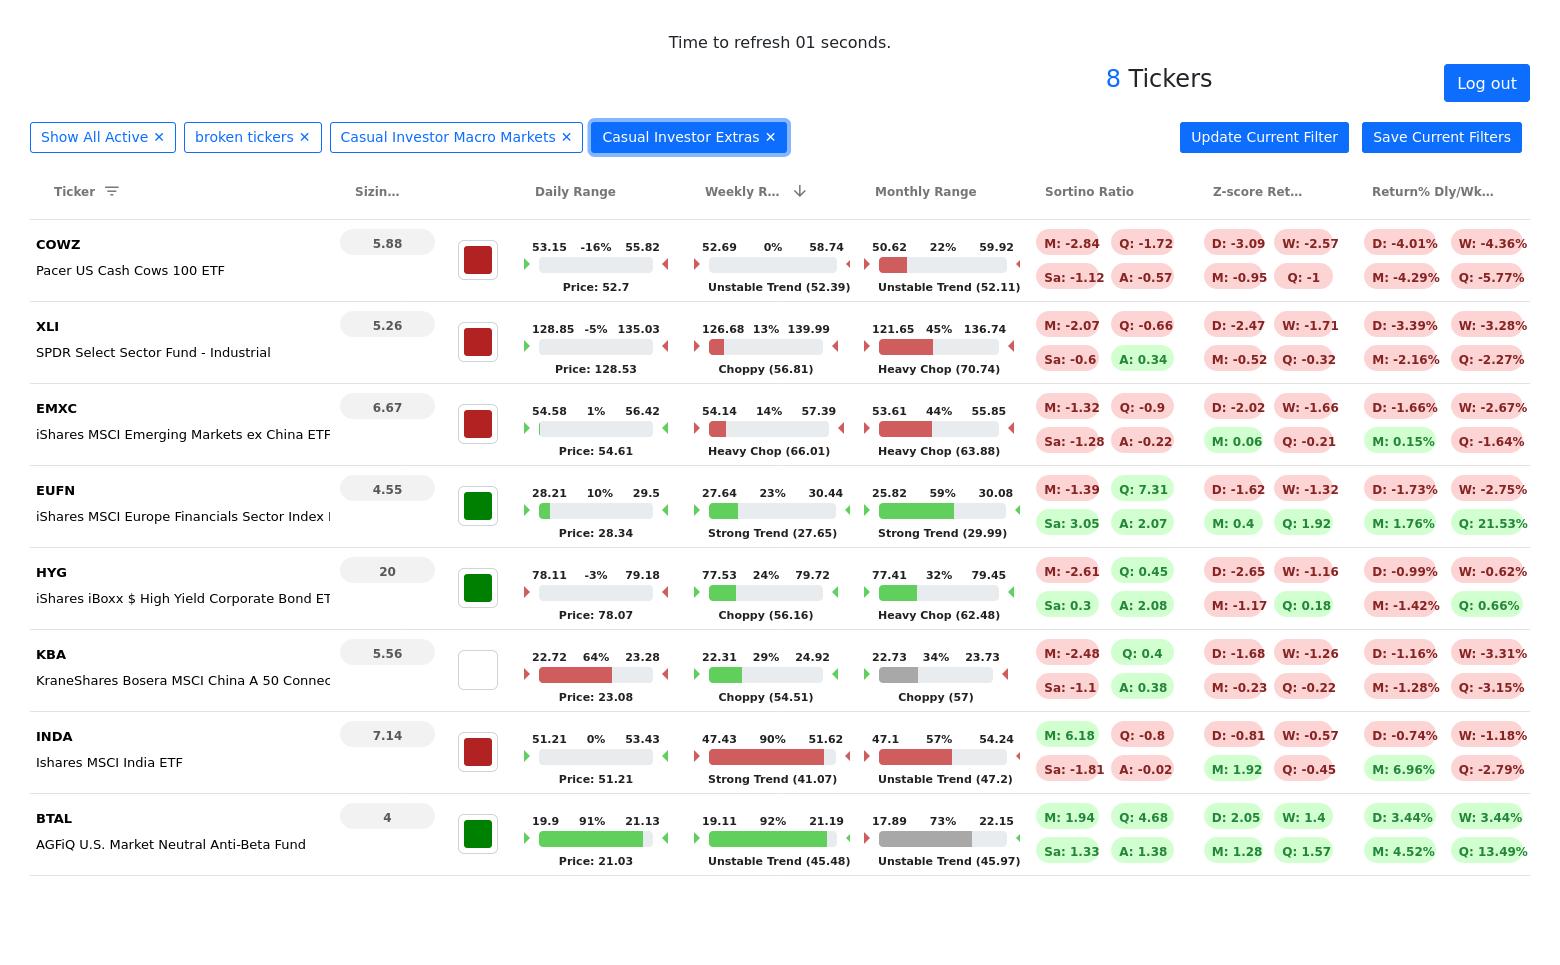 Time to refresh 01 seconds.
8 Tickers
Log out
Show All Active ✕ broken tickers ✕ Casual Investor Macro Markets ✕ Casual Investor Extras ✕ Update Current Filter Save Current Filters
Ticker Sizin... Daily Range Weekly R... Monthly Range Sortino Ratio Z-score Ret... Return% Dly/Wk...
COWZ 5.88 53.15 -16% 55.82 52.69 0% 58.74 50.62 22% 59.92 M: -2.84 Q: -1.72 D: -3.09 W: -2.57 D: -4.01% W: -4.36%
Pacer US Cash Cows 100 ETF Price: 52.7 Unstable Trend (52.39) Unstable Trend (52.11) Sa: -1.12 A: -0.57 M: -0.95 Q: -1 M: -4.29% Q: -5.77%
XLI 5.26 128.85 -5% 135.03 126.68 13% 139.99 121.65 45% 136.74 M: -2.07 Q: -0.66 D: -2.47 W: -1.71 D: -3.39% W: -3.28%
SPDR Select Sector Fund - Industrial Price: 128.53 Choppy (56.81) Heavy Chop (70.74) Sa: -0.6 A: 0.34 M: -0.52 Q: -0.32 M: -2.16% Q: -2.27%
EMXC 6.67 54.58 1% 56.42 54.14 14% 57.39 53.61 44% 55.85 M: -1.32 Q: -0.9 D: -2.02 W: -1.66 D: -1.66% W: -2.67%
iShares MSCI Emerging Markets ex China ETF Price: 54.61 Heavy Chop (66.01) Heavy Chop (63.88) Sa: -1.28 A: -0.22 M: 0.06 Q: -0.21 M: 0.15% Q: -1.64%
EUFN 4.55 28.21 10% 29.5 27.64 23% 30.44 25.82 59% 30.08 M: -1.39 Q: 7.31 D: -1.62 W: -1.32 D: -1.73% W: -2.75%
iShares MSCI Europe Financials Sector Index Price: 28.34 Strong Trend (27.65) Strong Trend (29.99) Sa: 3.05 A: 2.07 M: 0.4 Q: 1.92 M: 1.76% Q: 21.53%
HYG 20 78.11 -3% 79.18 77.53 24% 79.72 77.41 32% 79.45 M: -2.61 Q: 0.45 D: -2.65 W: -1.16 D: -0.99% W: -0.62%
iShares iBoxx $ High Yield Corporate Bond ET Price: 78.07 Choppy (56.16) Heavy Chop (62.48) Sa: 0.3 A: 2.08 M: -1.17 Q: 0.18 M: -1.42% Q: 0.66%
KBA 5.56 22.72 64% 23.28 22.31 29% 24.92 22.73 34% 23.73 M: -2.48 Q: 0.4 D: -1.68 W: -1.26 D: -1.16% W: -3.31%
KraneShares Bosera MSCI China A 50 Connec Price: 23.08 Choppy (54.51) Choppy (57) Sa: -1.1 A: 0.38 M: -0.23 Q: -0.22 M: -1.28% Q: -3.15%
INDA 7.14 51.21 0% 53.43 47.43 90% 51.62 47.1 57% 54.24 M: 6.18 Q: -0.8 D: -0.81 W: -0.57 D: -0.74% W: -1.18%
Ishares MSCI India ETF Price: 51.21 Strong Trend (41.07) Unstable Trend (47.2) Sa: -1.81 A: -0.02 M: 1.92 Q: -0.45 M: 6.96% Q: -2.79%
BTAL 4 19.9 91% 21.13 19.11 92% 21.19 17.89 73% 22.15 M: 1.94 Q: 4.68 D: 2.05 W: 1.4 D: 3.44% W: 3.44%
AGFiQ U.S. Market Neutral Anti-Beta Fund Price: 21.03 Unstable Trend (45.48) Unstable Trend (45.97) Sa: 1.33 A: 1.38 M: 1.28 Q: 1.57 M: 4.52% Q: 13.49%